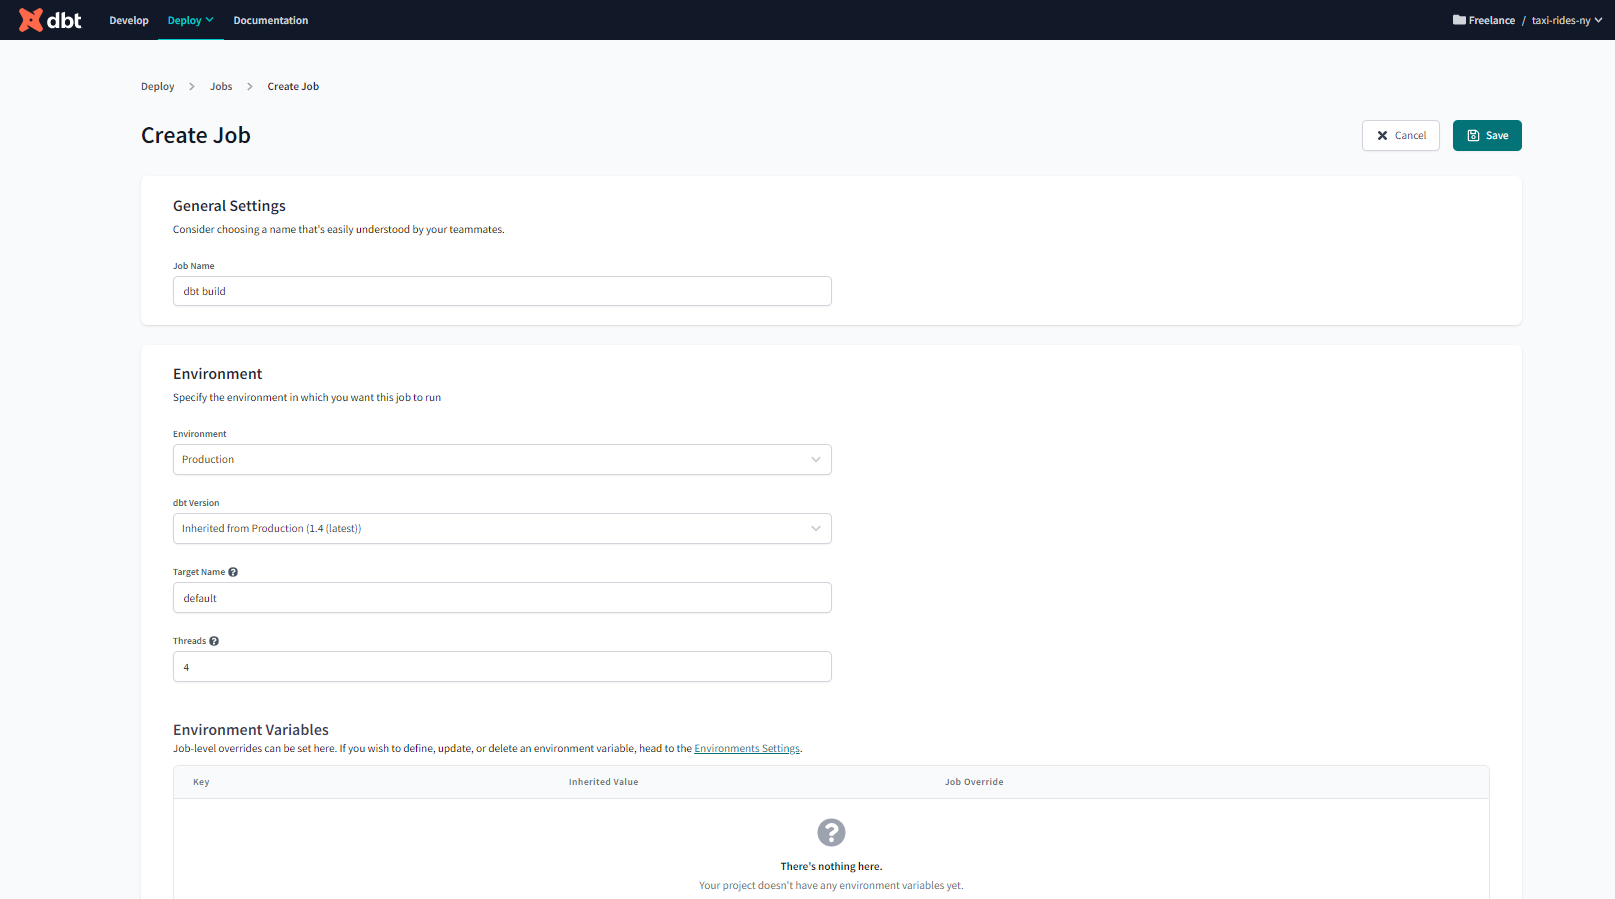 dbt Develop Deploy Documentation Freelance / taxi-rides-ny
Deploy > Jobs > Create Job
Create Job Cancel Save
General Settings
Consider choosing a name that's easily understood by your teammates.
Job Name
dbt build
Environment
Specify the environment in which you want this job to run
Environment
Production
dbt Version
Inherited from Production (1.4 (latest))
Target Name
default
Threads
4
Environment Variables
Job-level overrides can be set here. If you wish to define, update, or delete an environment variable, head to the Environments Settings.
Key Inherited Value Job Override
There's nothing here.
Your project doesn't have any environment variables yet.